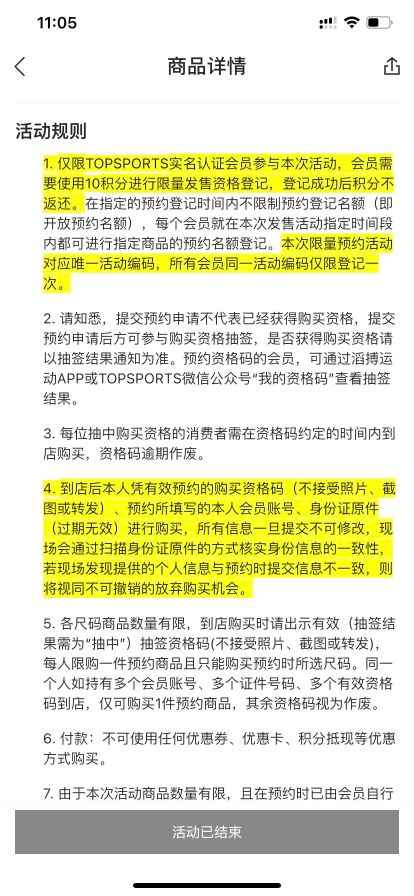 11:05
商品详情
活动规则
1. 仅限TOPSPORTS实名认证会员参与本次活动，会员需
要使用10积分进行限量发售资格登记，登记成功后积分不
返还。在指定的预约登记时间内不限制预约登记名额（即
开放预约名额），每个会员就在本次发售活动指定时间段
内都可进行指定商品的预约名额登记。本次限量预约活动
对应唯一活动编码，所有会员同一活动编码仅限登记一
次。
2. 请知悉，提交预约申请不代表已经获得购买资格，提交
预约申请后方可参与购买资格抽签，是否获得购买资格请
以抽签结果通知为准。预约资格码的会员，可通过滔搏运
动APP或TOPSPORTS微信公众号“我的资格码”查看抽签
结果。
3. 每位抽中购买资格的消费者需在资格码约定的时间内到
店购买，资格码逾期作废。
4. 到店后本人凭有效预约的购买资格码（不接受照片、截
图或转发）、预约所填写的本人会员账号、身份证原件
（过期无效）进行购买，所有信息一旦提交不可修改，现
场会通过扫描身份证原件的方式核实身份信息的一致性，
若现场发现提供的个人信息与预约时提交信息不一致，则
将视同不可撤销的放弃购买机会。
5. 各尺码商品数量有限，到店购买时请出示有效（抽签结
果需为“抽中”）抽签资格码(不接受照片、截图或转发)，
每人限购一件预约商品且只能购买预约时所选尺码。同一
个人如持有多个会员账号、多个证件号码、多个有效资格
码到店，仅可购买1件预约商品，其余资格码视为作废。
6. 付款：不可使用任何优惠券、优惠卡、积分抵现等优惠
方式购买。
7. 由于本次活动商品数量有限，且在预约时已由会员自行
活动已结束